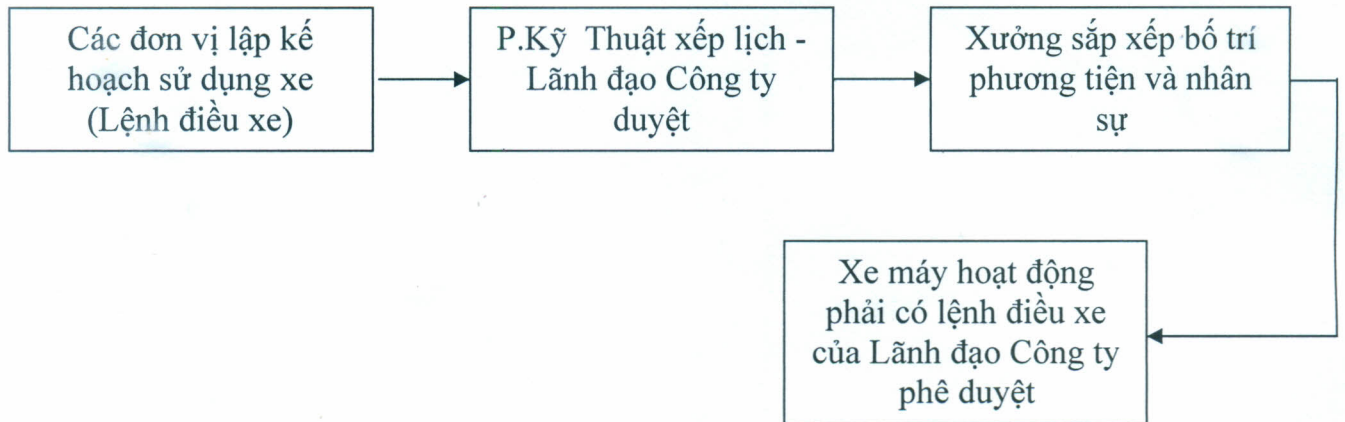 Các đơn vị lập kế
hoạch sử dụng xe
(Lệnh điều xe)
P.Kỹ Thuật xếp lịch -
Lãnh đạo Công ty
duyệt
Xưởng sắp xếp bố trí
phương tiện và nhân
sự
Xe máy hoạt động
phải có lệnh điều xe
của Lãnh đạo Công ty
phê duyệt